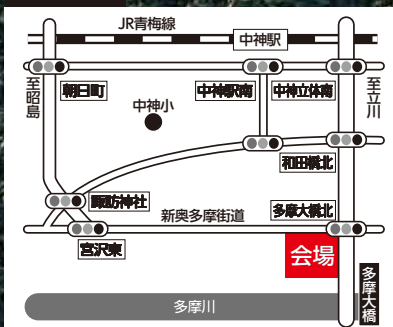 JR青梅線
中神駅
至昭島
朝日町
中神小
中神駅南
中神立体南
至立川
和田橋北
諏訪神社
新奥多摩街道
多摩大橋北
宮沢東
会場
多摩大橋
多摩川